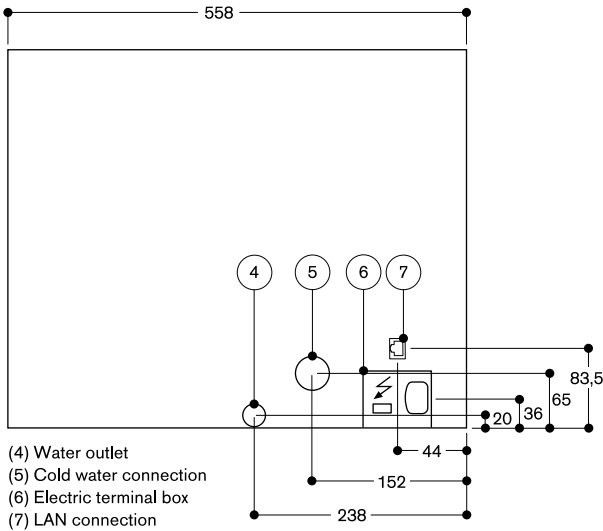 558
4 5 6 7
83,5
65
36
20
44
(4) Water outlet
(5) Cold water connection
152
(6) Electric terminal box
(7) LAN connection
238